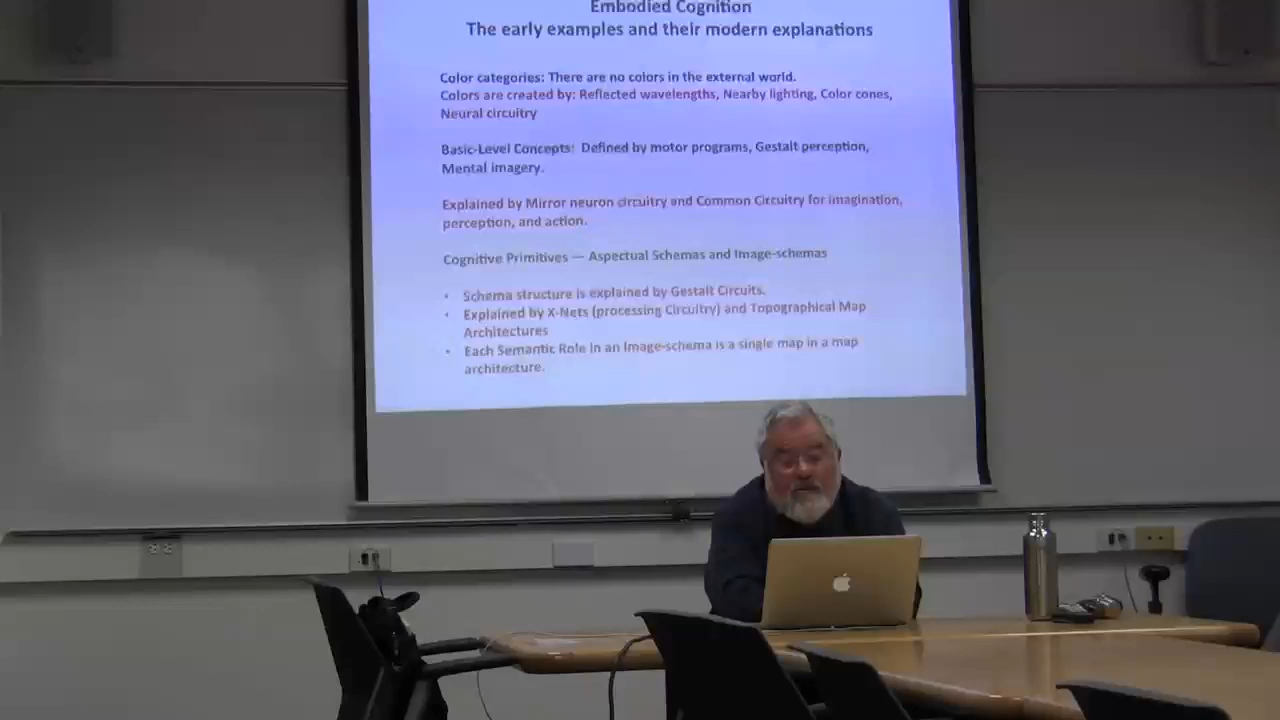 Embodied Cognition
The early examples and their modern explanations
Color categories: There are no colors in the external world.
Colors are created by: Reflected wavelengths, Nearby lighting, Color cones,
Neural circuitry
Basic-Level Concepts: Defined by motor programs, Gestalt perception,
Mental imagery.
Explained by Mirror neuron circuitry and Common Circuitry for imagination,
perception, and action.
Cognitive Primitives — Aspectual Schemas and Image-schemas
• Schema structure is explained by Gestalt Circuits.
• Explained by X-Nets (processing Circuitry) and Topographical Map
Architectures
• Each Semantic Role in an Image-schema is a single map in a map
architecture.